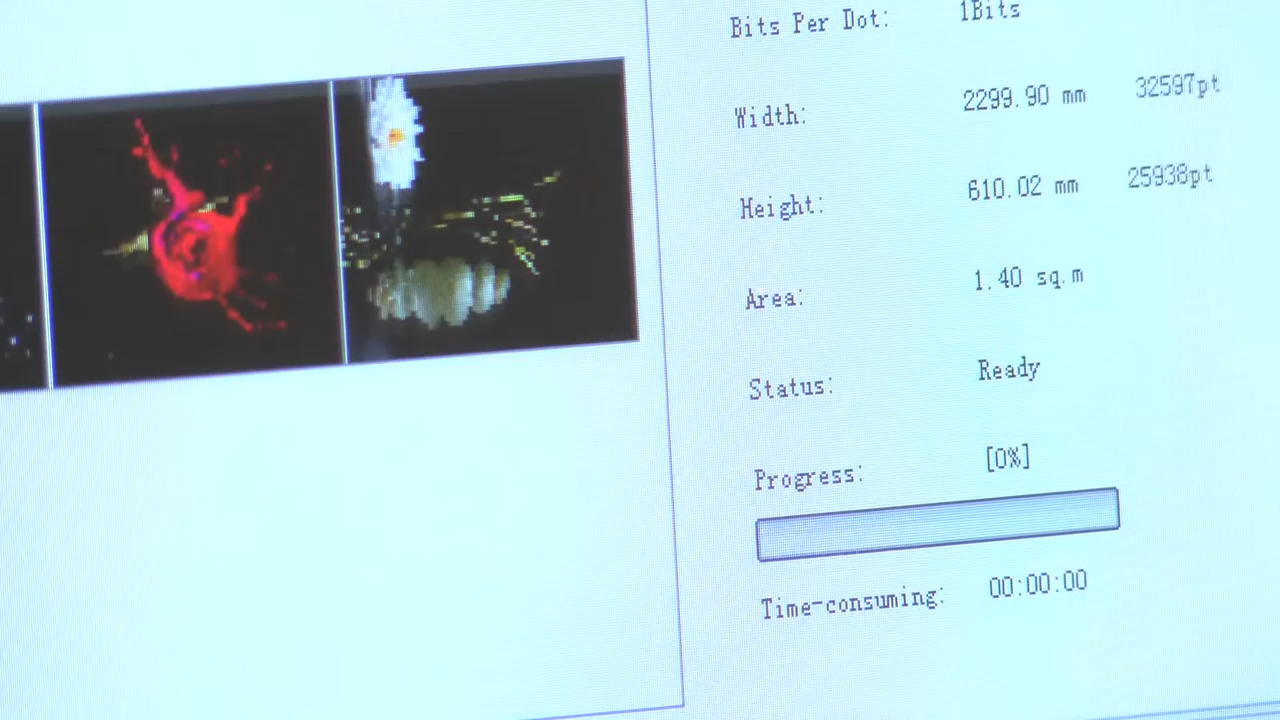 Bits Per Dot: 1Bits
Width: 2299.90 mm 32597pt
Height: 610.02 mm 25938pt
Area: 1.40 sq.m
Status: Ready
Progress: [0%]
Time-consuming: 00:00:00